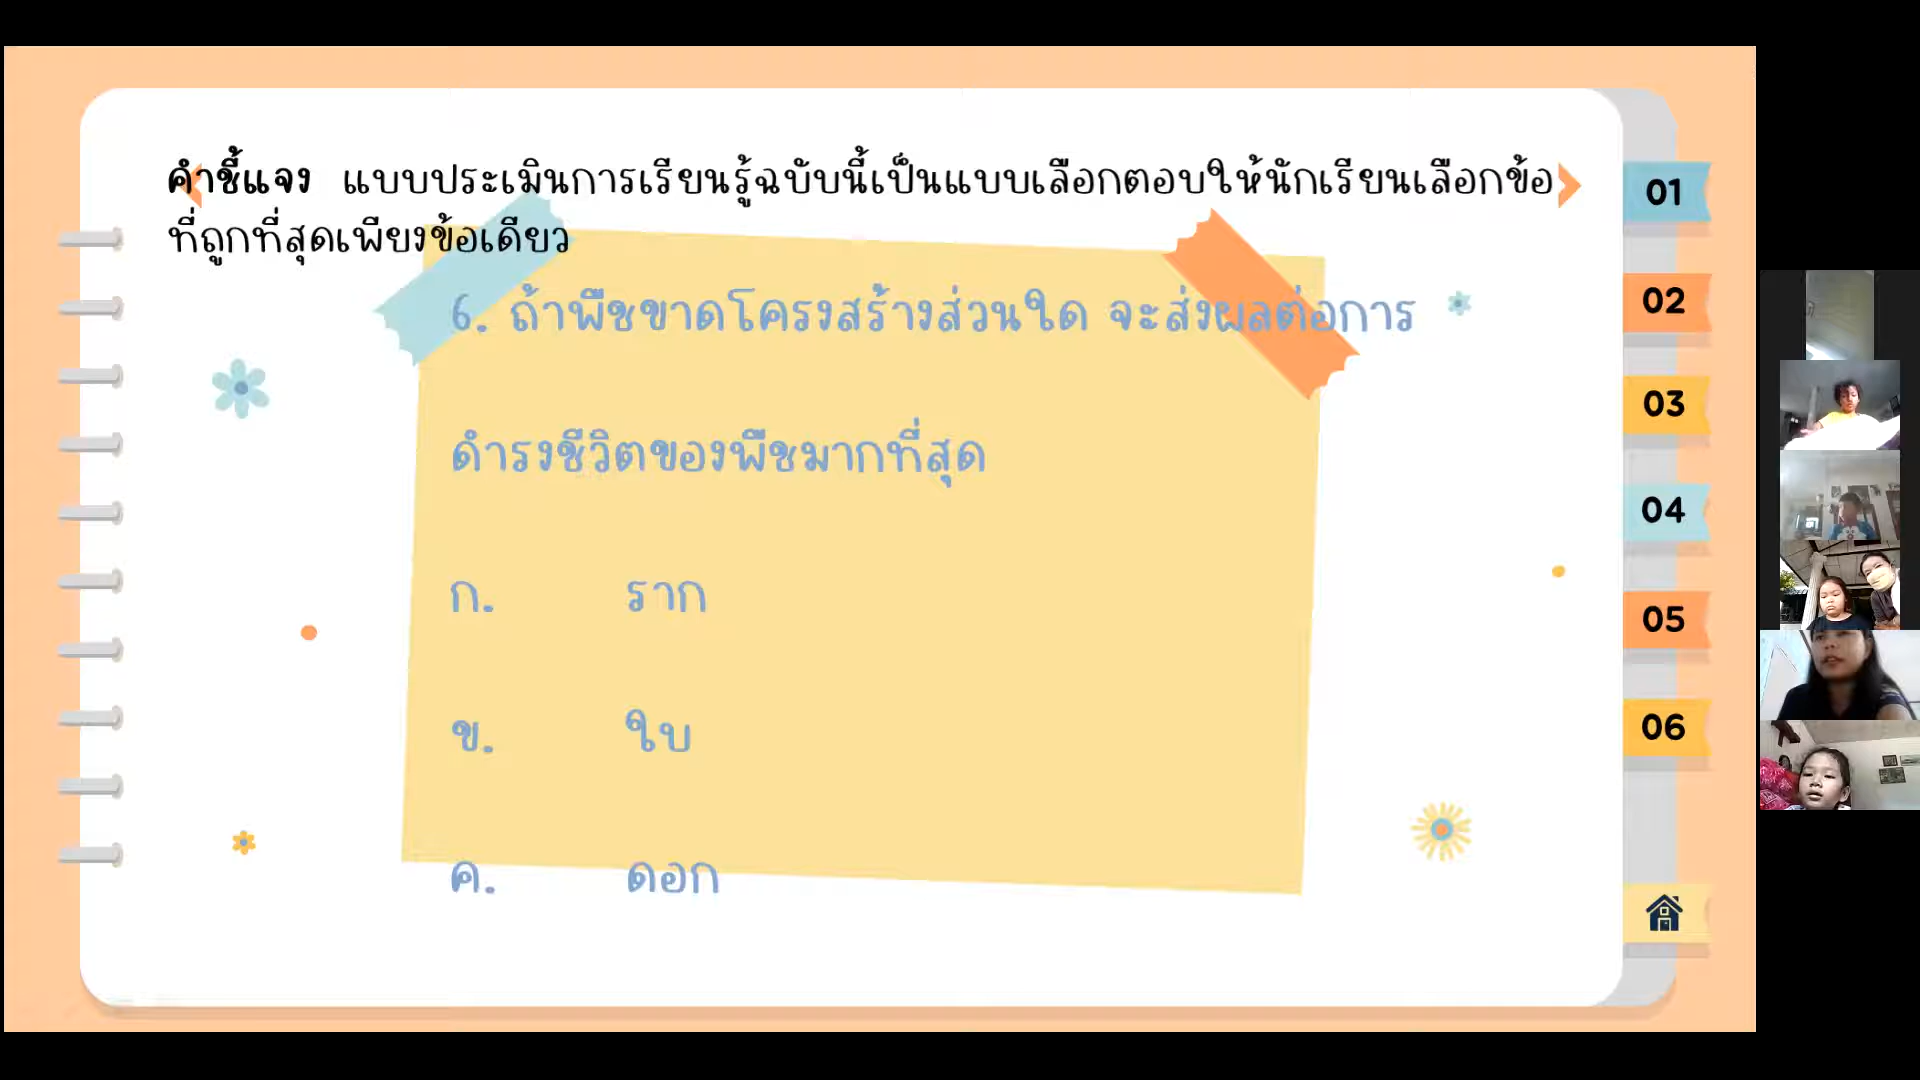 คำชี้แจง แบบประเมินการเรียนรู้ฉบับนี้เป็นแบบเลือกตอบให้นักเรียนเลือกข้อ
ที่ถูกที่สุดเพียงข้อเดียว
6. ถ้าพืชขาดโครงสร้างส่วนใด จะส่งผลต่อการ
ดำรงชีวิตของพืชมากที่สุด
ก. ราก
ข. ใบ
ค. ดอก
01
02
03
04
05
06